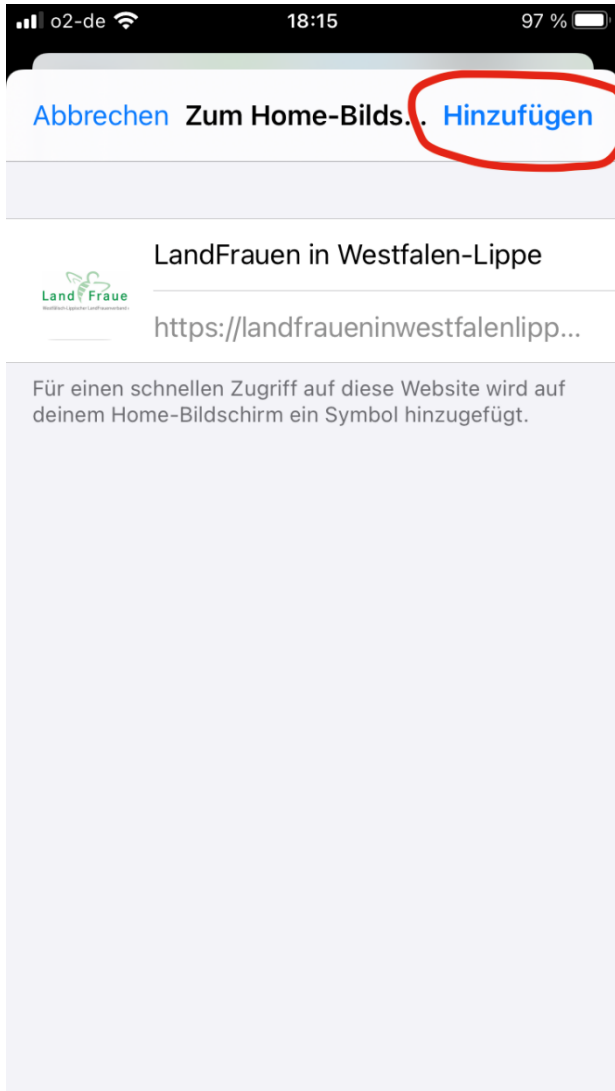 o2-de 18:15 97 %
Abbrechen Zum Home-Bilds... Hinzufügen
LandFrauen in Westfalen-Lippe
Land Fraue
https://landfraueninwestfalenlipp...
Für einen schnellen Zugriff auf diese Website wird auf
deinem Home-Bildschirm ein Symbol hinzugefügt.